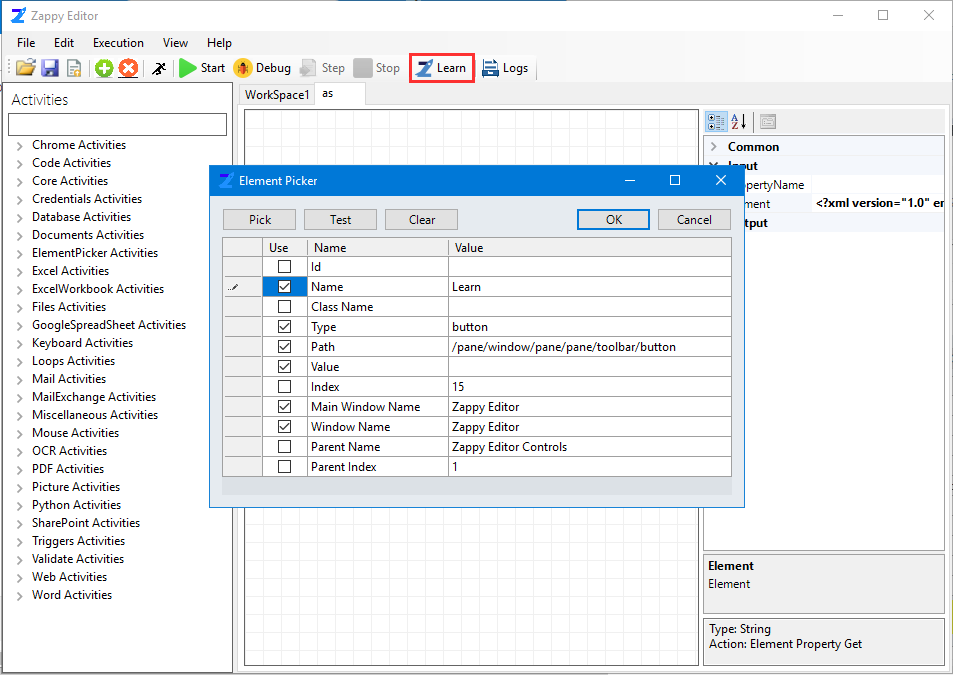 Zappy Editor
File Edit Execution View Help
Start Debug Step Stop Learn Logs
Activities
WorkSpace1 as
Chrome Activities
Code Activities
Core Activities
Credentials Activities
Database Activities
Documents Activities
ElementPicker Activities
Excel Activities
ExcelWorkbook Activities
Files Activities
GoogleSpreadSheet Activities
Keyboard Activities
Loops Activities
Mail Activities
MailExchange Activities
Miscellaneous Activities
Mouse Activities
OCR Activities
PDF Activities
Picture Activities
Python Activities
SharePoint Activities
Triggers Activities
Validate Activities
Web Activities
Word Activities
Element Picker
Pick Test Clear OK Cancel
Use Name Value
Id
Name Learn
Class Name
Type button
Path /pane/window/pane/pane/toolbar/button
Value
Index 15
Main Window Name Zappy Editor
Window Name Zappy Editor
Parent Name Zappy Editor Controls
Parent Index 1
Common
Input
pertyName
ment <?xml version="1.0" en
tput
Element
Element
Type: String
Action: Element Property Get